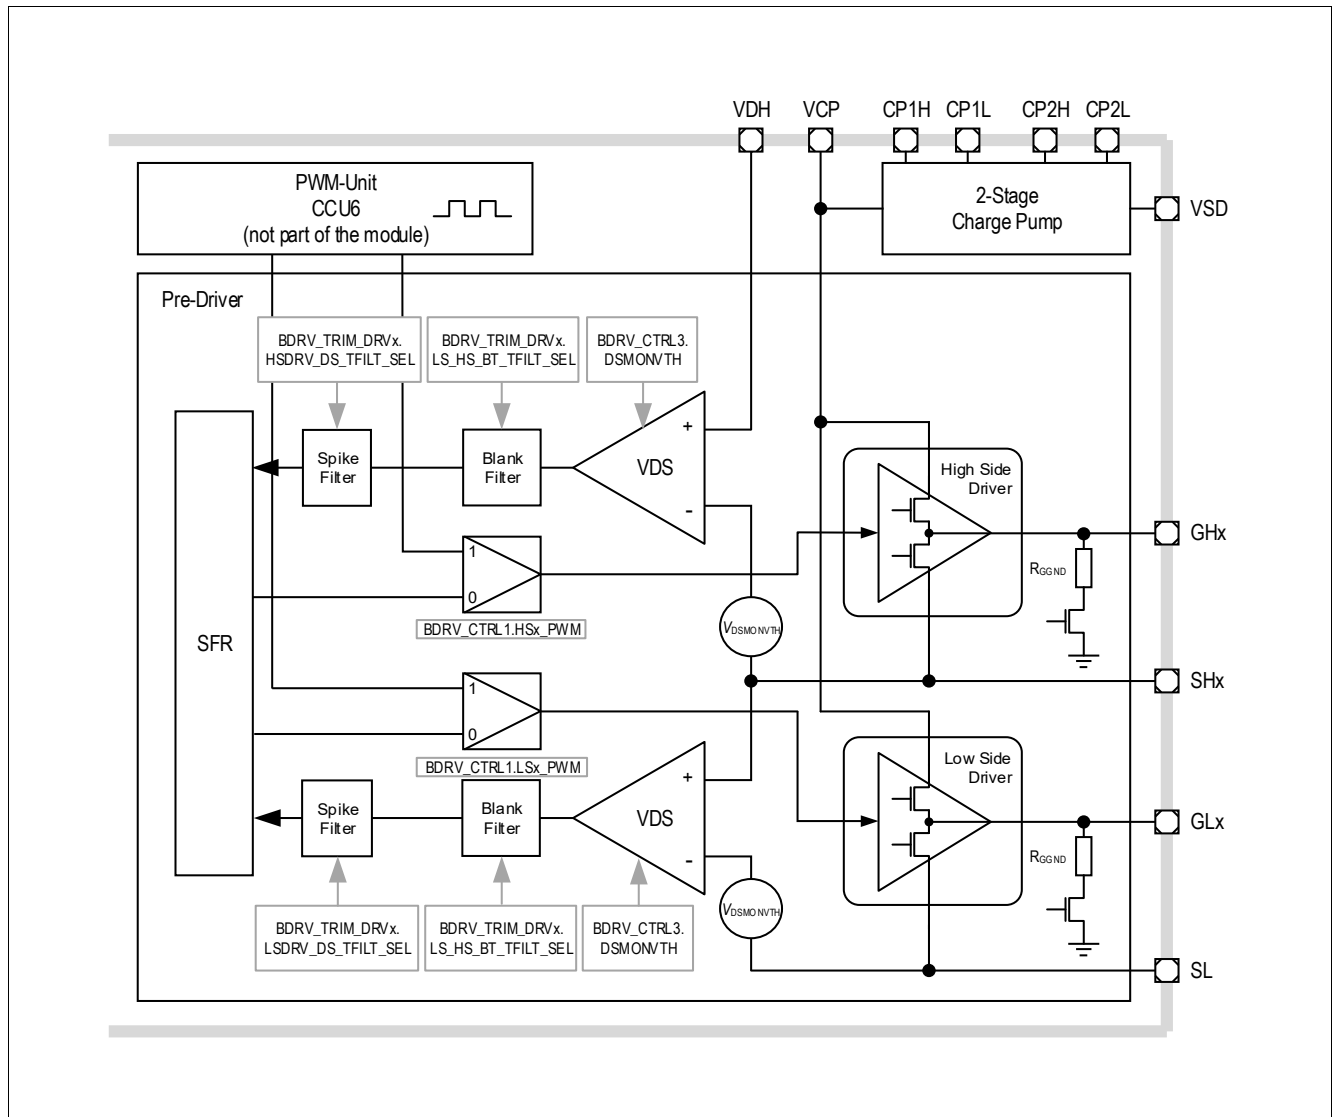 VDH
VCP
CP1H
CP1L
CP2H
CP2L
PWM-Unit
CCU6
(not part of the module)
2-Stage
Charge Pump
VSD
Pre-Driver
BDRV_TRIM_DRVx.
HSDRV_DS_TFILT_SEL
BDRV_TRIM_DRVx.
LS_HS_BT_TFILT_SEL
BDRV_CTRL3.
DSMONVTH
SFR
Spike
Filter
Blank
Filter
VDS
+
-
High Side
Driver
GHx
RGGND
1
0
BDRV_CTRL1.HSx_PWM
VDSMONVTH
SHx
1
0
BDRV_CTRL1.LSx_PWM
Spike
Filter
Blank
Filter
VDS
+
-
Low Side
Driver
GLx
RGGND
VDSMONVTH
BDRV_TRIM_DRVx.
LSDRV_DS_TFILT_SEL
BDRV_TRIM_DRVx.
LS_HS_BT_TFILT_SEL
BDRV_CTRL3.
DSMONVTH
SL